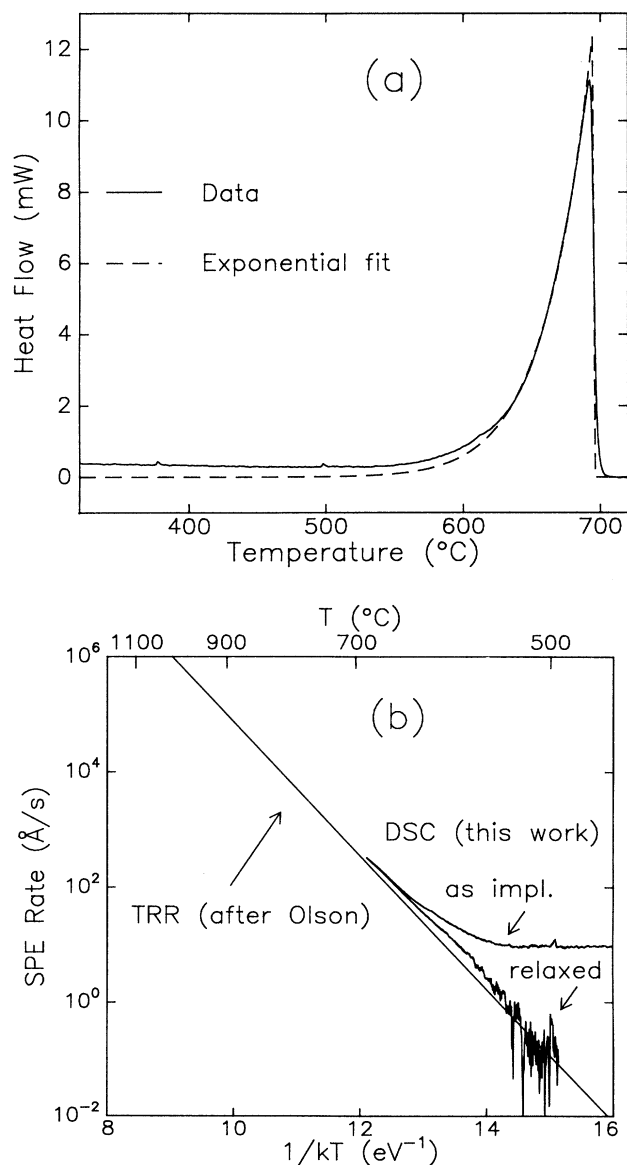 (a)
Heat Flow (mW)
12
10
8
6
4
2
0
Data
Exponential fit
400
500
600
700
Temperature (°C)
T (°C)
1100
900
700
500
(b)
SPE Rate (Å/s)
10^6
10^4
10^2
10^0
10^-2
DSC (this work)
as impl.
TRR (after Olson)
relaxed
8
10
12
14
16
1/kT (eV^-1)